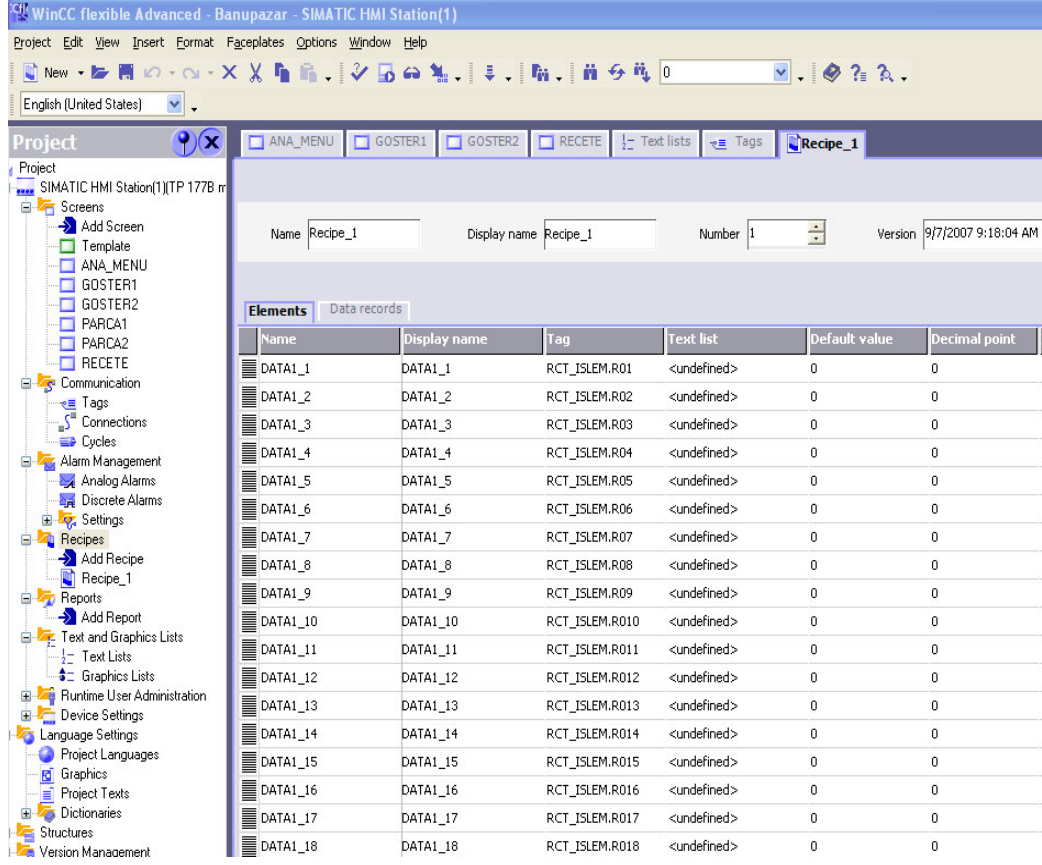 WinCC flexible Advanced - Banupazar - SIMATIC HMI Station(1)
Project Edit View Insert Format Faceplates Options Window Help
New 0
English (United States)
Project
Project
SIMATIC HMI Station(1)(TP 177B m
Screens
Add Screen
Template
ANA_MENU
GOSTER1
GOSTER2
PARCA1
PARCA2
RECETE
Communication
Tags
Connections
Cycles
Alarm Management
Analog Alarms
Discrete Alarms
Settings
Recipes
Add Recipe
Recipe_1
Reports
Add Report
Text and Graphics Lists
Text Lists
Graphics Lists
Runtime User Administration
Device Settings
Language Settings
Project Languages
Graphics
Project Texts
Dictionaries
Structures
Version Management
ANA_MENU GOSTER1 GOSTER2 RECETE Text lists Tags Recipe_1
Name Recipe_1 Display name Recipe_1 Number 1 Version 9/7/2007 9:18:04 AM
Elements Data records
Name Display name Tag Text list Default value Decimal point
DATA1_1 DATA1_1 RCT_ISLEM.R01 <undefined> 0 0
DATA1_2 DATA1_2 RCT_ISLEM.R02 <undefined> 0 0
DATA1_3 DATA1_3 RCT_ISLEM.R03 <undefined> 0 0
DATA1_4 DATA1_4 RCT_ISLEM.R04 <undefined> 0 0
DATA1_5 DATA1_5 RCT_ISLEM.R05 <undefined> 0 0
DATA1_6 DATA1_6 RCT_ISLEM.R06 <undefined> 0 0
DATA1_7 DATA1_7 RCT_ISLEM.R07 <undefined> 0 0
DATA1_8 DATA1_8 RCT_ISLEM.R08 <undefined> 0 0
DATA1_9 DATA1_9 RCT_ISLEM.R09 <undefined> 0 0
DATA1_10 DATA1_10 RCT_ISLEM.R010 <undefined> 0 0
DATA1_11 DATA1_11 RCT_ISLEM.R011 <undefined> 0 0
DATA1_12 DATA1_12 RCT_ISLEM.R012 <undefined> 0 0
DATA1_13 DATA1_13 RCT_ISLEM.R013 <undefined> 0 0
DATA1_14 DATA1_14 RCT_ISLEM.R014 <undefined> 0 0
DATA1_15 DATA1_15 RCT_ISLEM.R015 <undefined> 0 0
DATA1_16 DATA1_16 RCT_ISLEM.R016 <undefined> 0 0
DATA1_17 DATA1_17 RCT_ISLEM.R017 <undefined> 0 0
DATA1_18 DATA1_18 RCT_ISLEM.R018 <undefined> 0 0